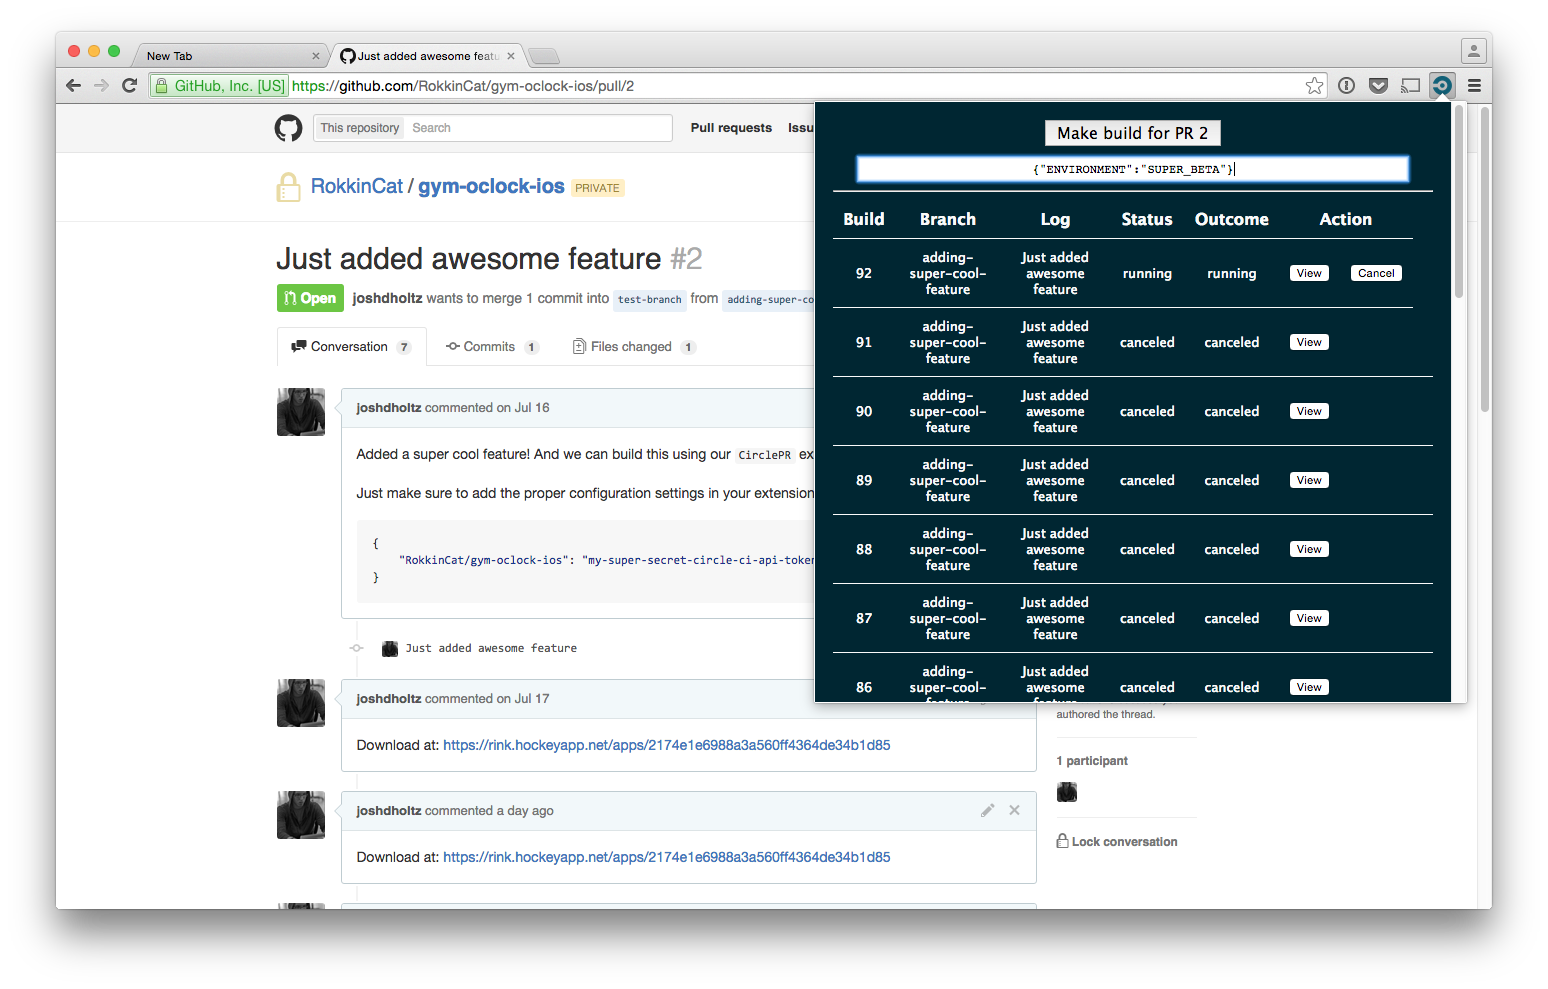 New Tab
Just added awesome featu
GitHub, Inc. [US] https://github.com/RokkinCat/gym-oclock-ios/pull/2
This repository Search Pull requests Issu
RokkinCat / gym-oclock-ios PRIVATE
Just added awesome feature #2
Open joshdholtz wants to merge 1 commit into test-branch from adding-super-co
Conversation 7 Commits 1 Files changed 1
joshdholtz commented on Jul 16
Added a super cool feature! And we can build this using our CirclePR ex
Just make sure to add the proper configuration settings in your extension
{
"RokkinCat/gym-oclock-ios": "my-super-secret-circle-ci-api-token
}
Just added awesome feature
joshdholtz commented on Jul 17
Download at: https://rink.hockeyapp.net/apps/2174e1e6988a3a560ff4364de34b1d85
joshdholtz commented a day ago
Download at: https://rink.hockeyapp.net/apps/2174e1e6988a3a560ff4364de34b1d85
Make build for PR 2
{"ENVIRONMENT":"SUPER_BETA"}
Build Branch Log Status Outcome Action
92 adding-super-cool-feature Just added awesome feature running running View Cancel
91 adding-super-cool-feature Just added awesome feature canceled canceled View
90 adding-super-cool-feature Just added awesome feature canceled canceled View
89 adding-super-cool-feature Just added awesome feature canceled canceled View
88 adding-super-cool-feature Just added awesome feature canceled canceled View
87 adding-super-cool-feature Just added awesome feature canceled canceled View
86 adding-super-cool-feature Just added awesome feature canceled canceled View
authored the thread.
1 participant
Lock conversation